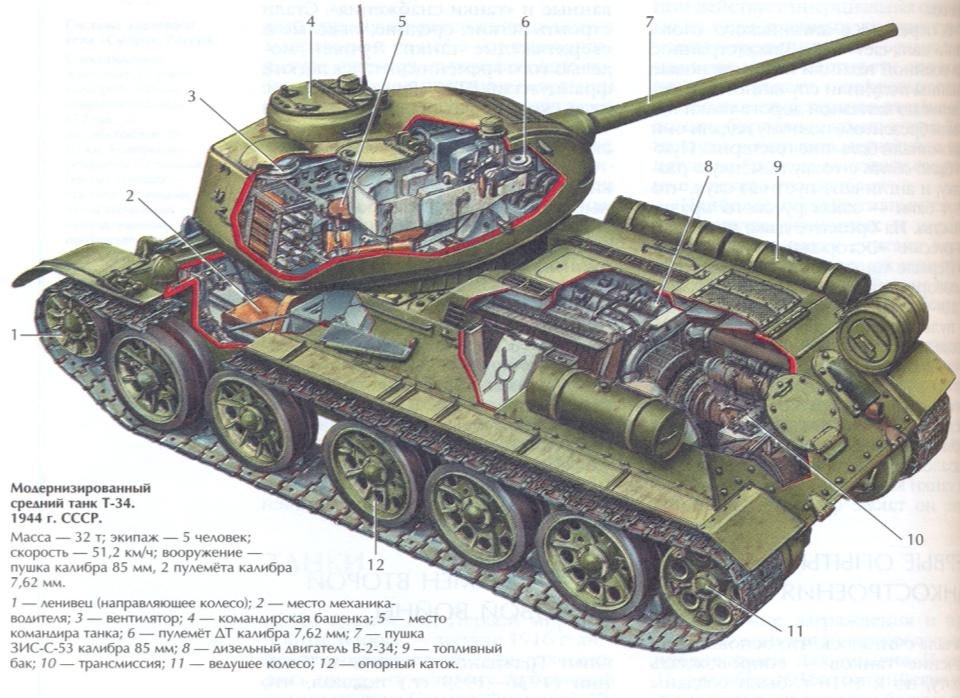 4
5
6
7
3
8
9
2
1
Модернизированный
средний танк Т-34.
1944 г. СССР.
Масса — 32 т; экипаж — 5 человек;
скорость — 51,2 км/ч; вооружение —
пушка калибра 85 мм, 2 пулемёта калибра
7,62 мм.
12
10
11
1 — ленивец (направляющее колесо); 2 — место механика-
водителя; 3 — вентилятор; 4 — командирская башенка; 5 — место
командира танка; 6 — пулемёт ДТ калибра 7,62 мм; 7 — пушка
ЗИС-С-53 калибра 85 мм; 8 — дизельный двигатель В-2-34; 9 — топливный
бак; 10 — трансмиссия; 11 — ведущее колесо; 12 — опорный каток.